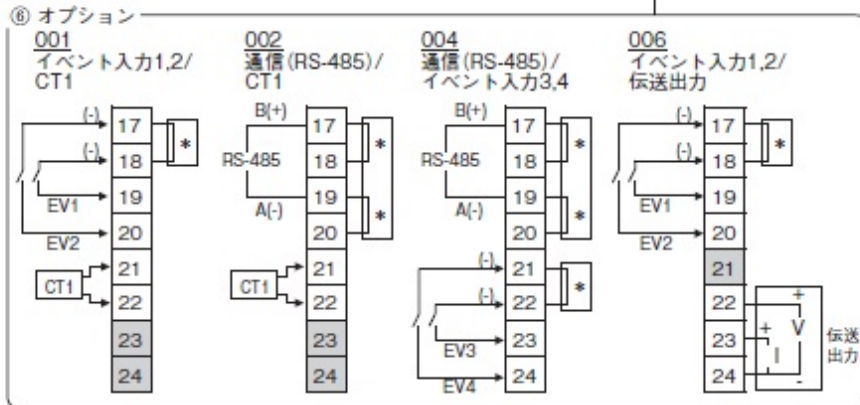 ⑥ オプション
001
イベント入力1,2/
CT1
(-)
(-)
EV1
EV2
CT1
17
18
19
20
21
22
23
24
*
002
通信(RS-485)/
CT1
B(+)
RS-485
A(-)
CT1
17
18
19
20
21
22
23
24
*
*
004
通信(RS-485)/
イベント入力3,4
B(+)
RS-485
A(-)
(-)
(-)
EV3
EV4
17
18
19
20
21
22
23
24
*
*
*
006
イベント入力1,2/
伝送出力
(-)
(-)
EV1
EV2
17
18
19
20
21
22
23
24
*
+
+
V
I
-
伝送
出力